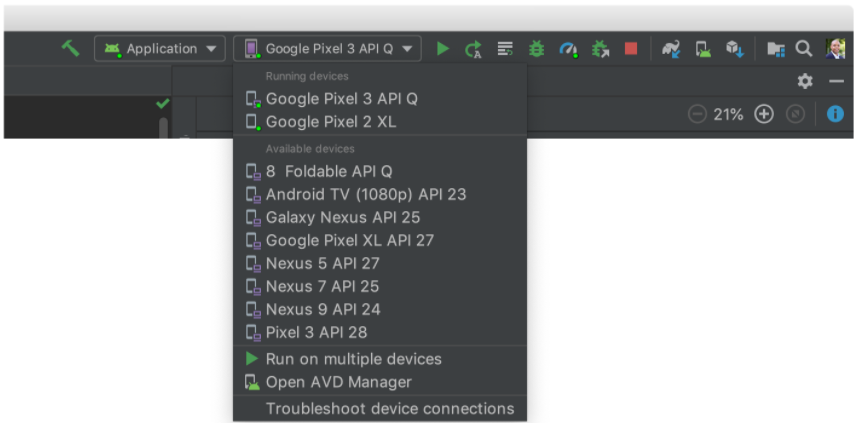 Application
Google Pixel 3 API Q
Running devices
Google Pixel 3 API Q
Google Pixel 2 XL
21%
Available devices
8 Foldable API Q
Android TV (1080p) API 23
Galaxy Nexus API 25
Google Pixel XL API 27
Nexus 5 API 27
Nexus 7 API 25
Nexus 9 API 24
Pixel 3 API 28
Run on multiple devices
Open AVD Manager
Troubleshoot device connections